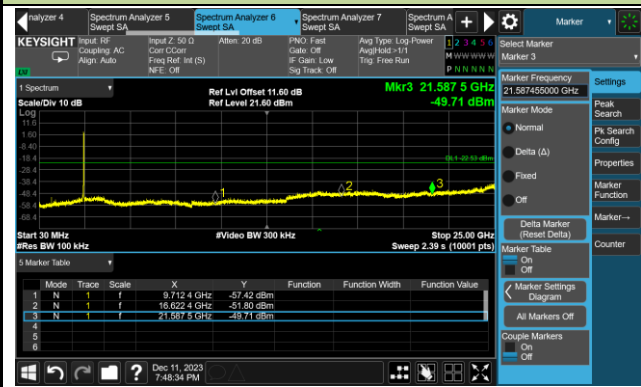 nalyzer 4
Spectrum Analyzer 5
Swept SA
Spectrum Analyzer 6
Swept SA
Spectrum Analyzer 7
Swept SA
Spectrum A
Swept SA
Marker
KEYSIGHT
Input: RF
Coupling: AC
Align: Auto
Input Z: 50 Ω
Corr CCorr
Freq Ref: Int (S)
NFE: Off
Atten: 20 dB
PNO: Fast
Gate: Off
IF Gain: Low
Sig Track: Off
Avg Type: Log-Power
Avg|Hold:>1/1
Trig: Free Run
1 2 3 4 5 6
M W W W W W
P N N N N N
Select Marker
Marker 3
LV
1 Spectrum
Scale/Div 10 dB
Log
Ref Lvl Offset 11.60 dB
Ref Level 21.60 dBm
Mkr3 21.587 5 GHz
-49.71 dBm
11.6
1.60
-8.40
-18.4
-28.4
-38.4
-48.4
-58.4
-68.4
DL1 -22.53 dBm
1
2
3
Start 30 MHz
#Res BW 100 kHz
#Video BW 300 kHz
Stop 25.00 GHz
Sweep 2.39 s (10001 pts)
5 Marker Table
Mode Trace Scale X Y Function Function Width Function Value
1 N 1 f 9.712 4 GHz -57.42 dBm
2 N 1 f 16.622 4 GHz -51.80 dBm
3 N 1 f 21.587 5 GHz -49.71 dBm
4
5
6
Marker Frequency
21.587455000 GHz
Marker Mode
Normal
Delta (Δ)
Fixed
Off
Delta Marker
(Reset Delta)
Marker Table
On
Off
Marker Settings
Diagram
All Markers Off
Couple Markers
On
Off
Settings
Peak
Search
Pk Search
Config
Properties
Marker
Function
Marker→
Counter
?
Dec 11, 2023
7:48:34 PM